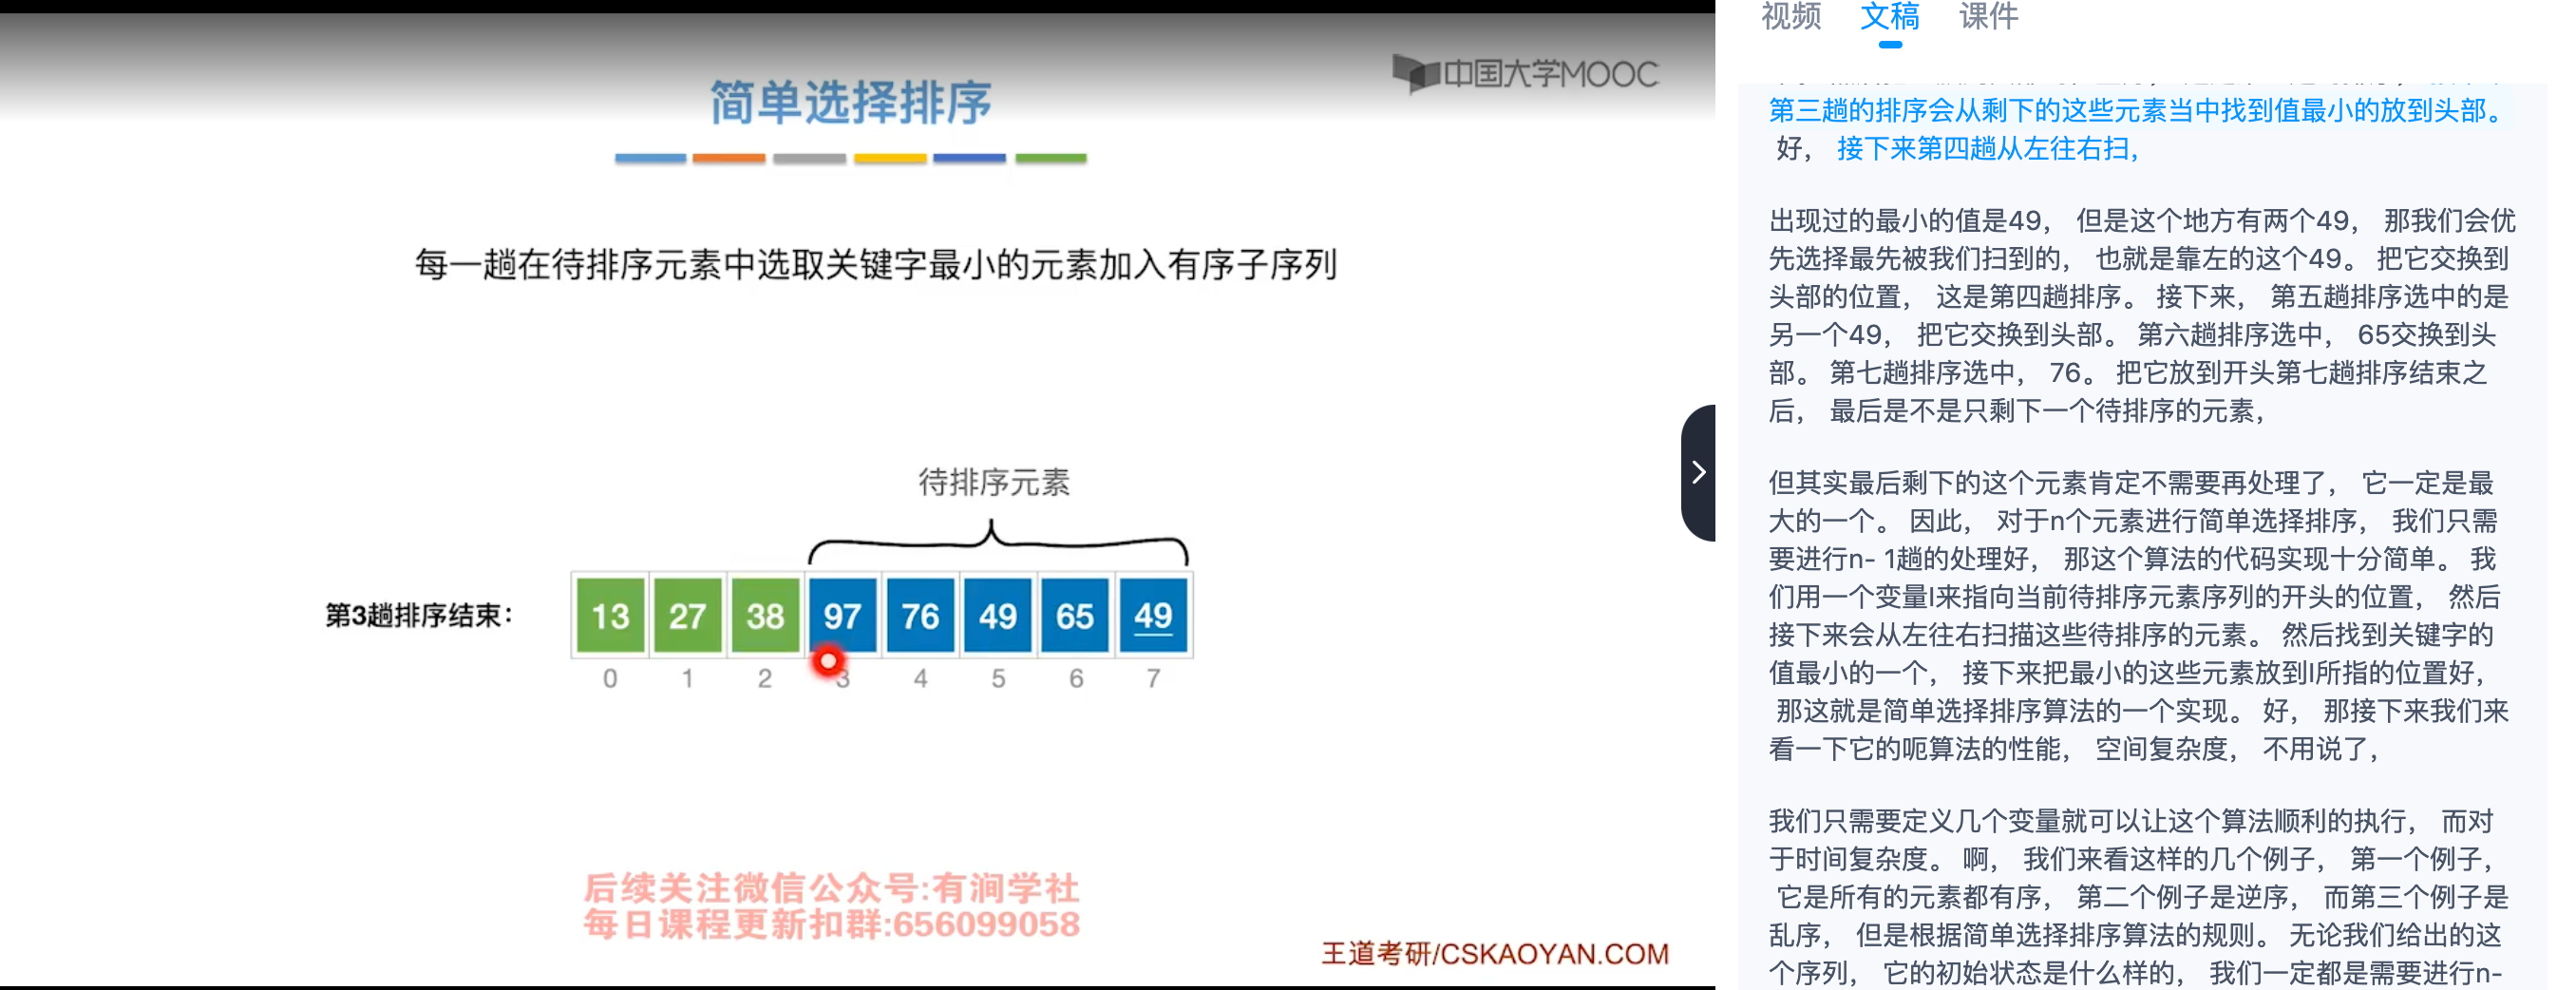 中国大学MOOC
简单选择排序
每一趟在待排序元素中选取关键字最小的元素加入有序子序列
待排序元素
第3趟排序结束：
13 27 38 97 76 49 65 49
0 1 2 3 4 5 6 7
后续关注微信公众号:有涧学社
每日课程更新扣群:656099058
王道考研/CSKAOYAN.COM
视频 文稿 课件
第三趟的排序会从剩下的这些元素当中找到值最小的放到头部。
好， 接下来第四趟从左往右扫，
出现过的最小的值是49， 但是这个地方有两个49， 那我们会优
先选择最先被我们扫到的， 也就是靠左的这个49。 把它交换到
头部的位置， 这是第四趟排序。 接下来， 第五趟排序选中的是
另一个49， 把它交换到头部。 第六趟排序选中， 65交换到头
部。 第七趟排序选中， 76。 把它放到开头第七趟排序结束之
后， 最后是不是只剩下一个待排序的元素，
但其实最后剩下的这个元素肯定不需要再处理了， 它一定是最
大的一个。 因此， 对于n个元素进行简单选择排序， 我们只需
要进行n- 1趟的处理好， 那这个算法的代码实现十分简单。 我
们用一个变量I来指向当前待排序元素序列的开头的位置， 然后
接下来会从左往右扫描这些待排序的元素。 然后找到关键字的
值最小的一个， 接下来把最小的这些元素放到I所指的位置好，
那这就是简单选择排序算法的一个实现。 好， 那接下来我们来
看一下它的呃算法的性能， 空间复杂度， 不用说了，
我们只需要定义几个变量就可以让这个算法顺利的执行， 而对
于时间复杂度。 啊， 我们来看这样的几个例子， 第一个例子，
它是所有的元素都有序， 第二个例子是逆序， 而第三个例子是
乱序， 但是根据简单选择排序算法的规则。 无论我们给出的这
个序列， 它的初始状态是什么样的， 我们一定都是需要进行n-